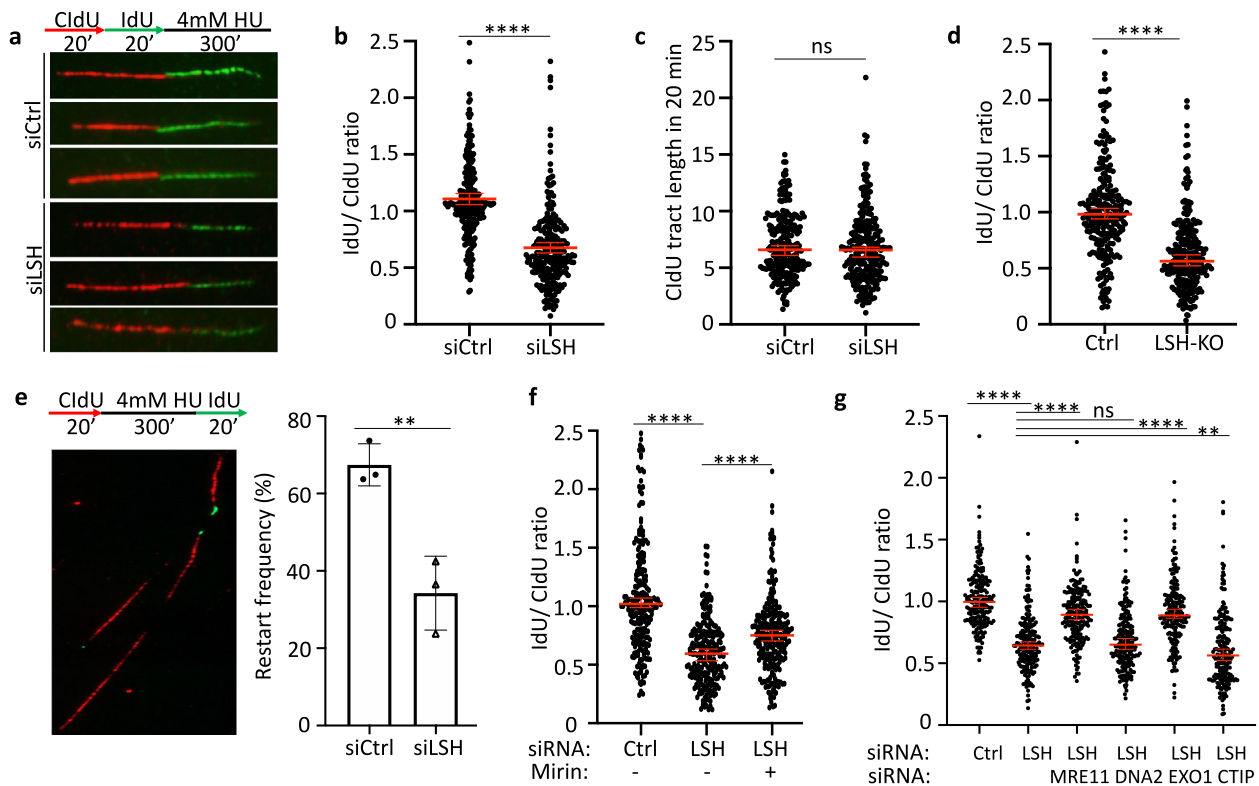 a
CldU IdU 4mM HU
20’ 20’ 300’
siCtrl
siLSH
b
****
IdU/ CldU ratio
2.5
2.0
1.5
1.0
0.5
0
siCtrl siLSH
c
ns
CldU tract length in 20 min
25
20
15
10
5
0
siCtrl siLSH
d
****
IdU/ CldU ratio
2.5
2.0
1.5
1.0
0.5
0
Ctrl LSH-KO
e
CldU 4mM HU IdU
20’ 300’ 20’
**
Restart frequency (%)
80
60
40
20
0
siCtrl siLSH
f
****
****
IdU/ CldU ratio
2.5
2.0
1.5
1.0
0.5
0
siRNA: Ctrl LSH LSH
Mirin: - - +
g
****
****
ns
****
**
IdU/ CldU ratio
2.5
2.0
1.5
1.0
0.5
0
siRNA: Ctrl LSH LSH LSH LSH LSH
siRNA: MRE11 DNA2 EXO1 CTIP